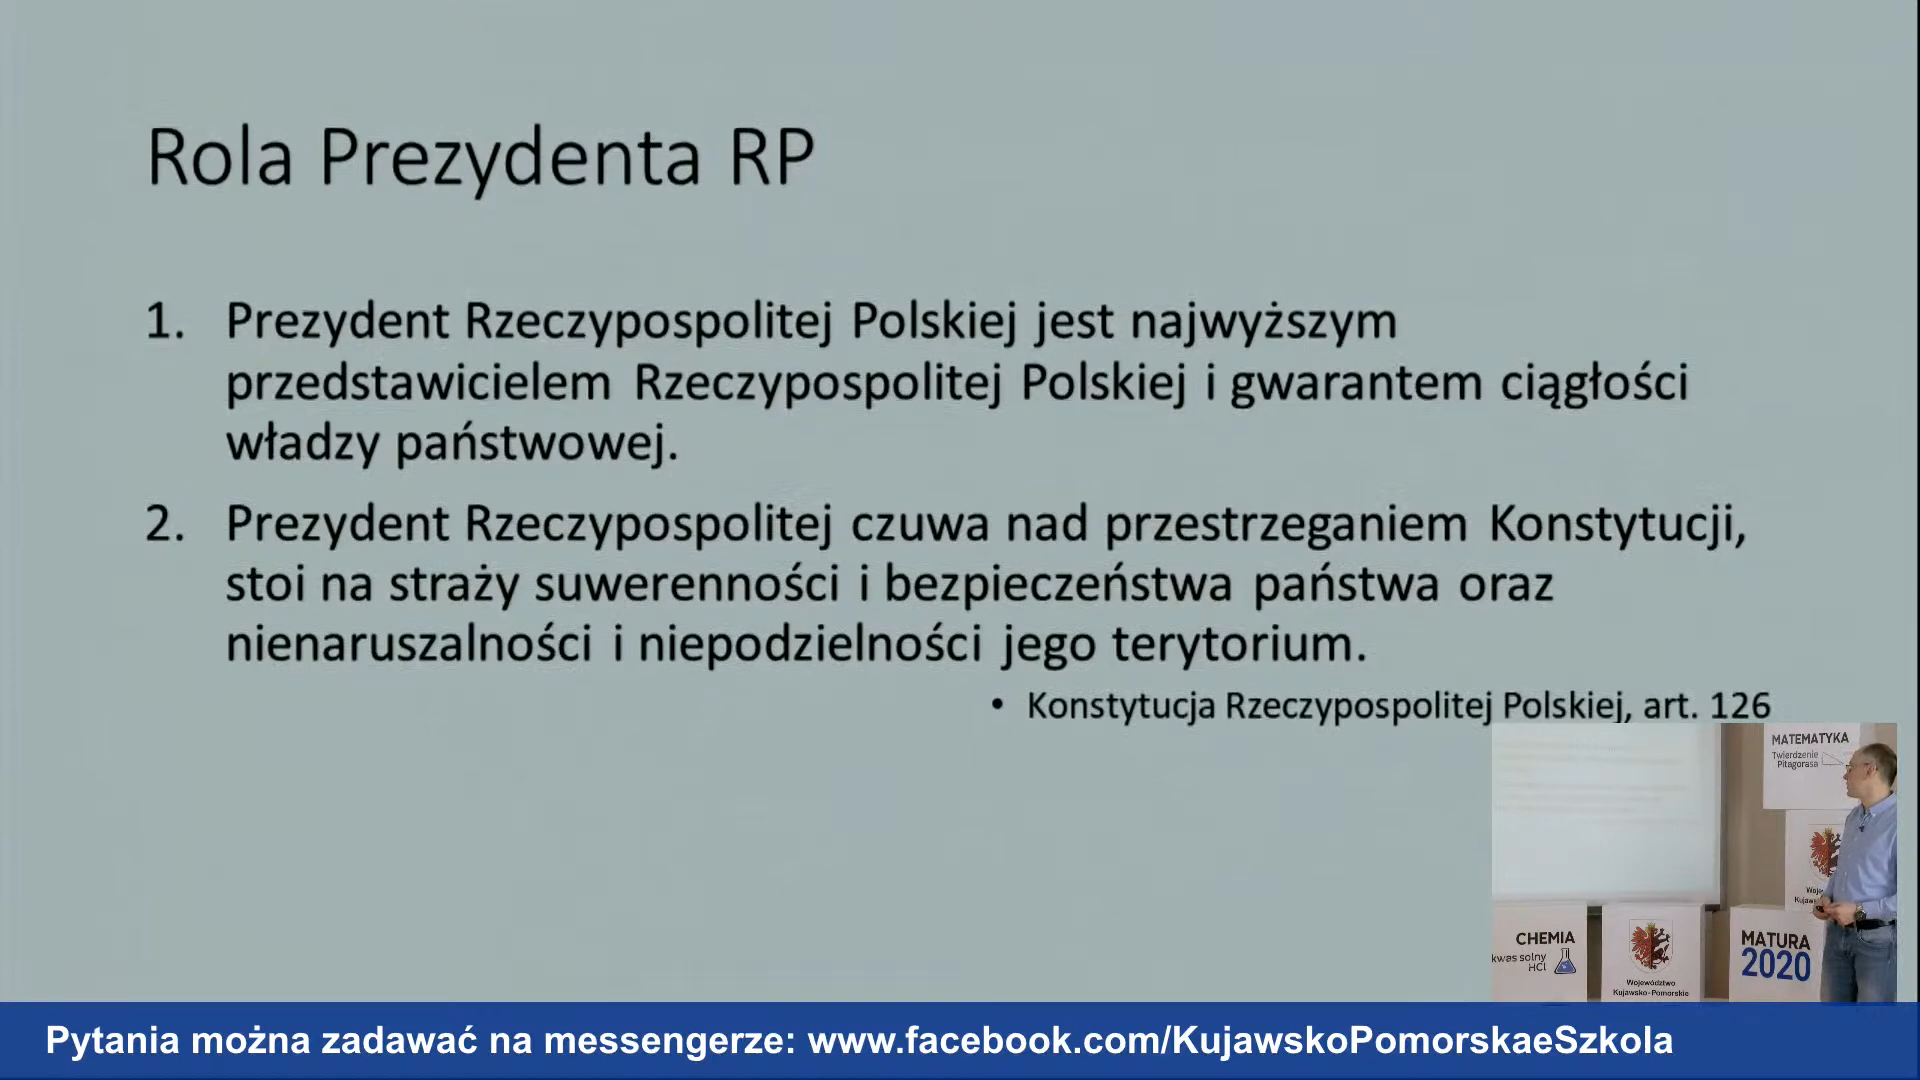 Rola Prezydenta RP
1. Prezydent Rzeczypospolitej Polskiej jest najwyższym
przedstawicielem Rzeczypospolitej Polskiej i gwarantem ciągłości
władzy państwowej.
2. Prezydent Rzeczypospolitej czuwa nad przestrzeganiem Konstytucji,
stoi na straży suwerenności i bezpieczeństwa państwa oraz
nienaruszalności i niepodzielności jego terytorium.
• Konstytucja Rzeczypospolitej Polskiej, art. 126
MATEMATYKA
Twierdzenie
Pitagorasa
CHEMIA
kwas solny
HCl
Województwo
Kujawsko-Pomorskie
MATURA
2020
Pytania można zadawać na messengerze: www.facebook.com/KujawskoPomorskaeSzkola